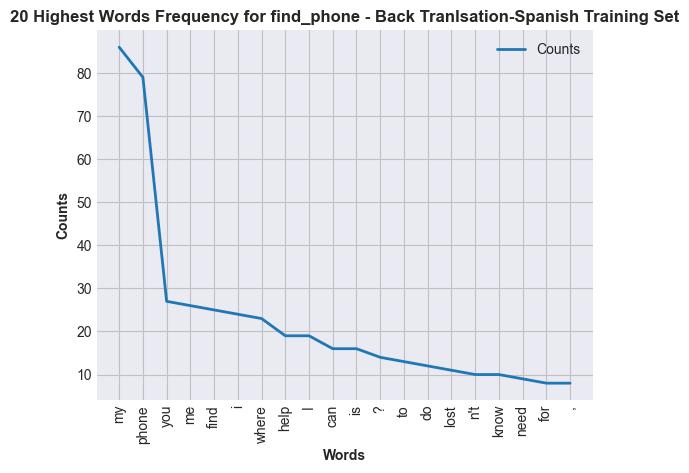 20 Highest Words Frequency for find_phone - Back Tranlsation-Spanish Training Set
Counts
Counts
80
70
60
50
40
30
20
10
my
phone
you
me
find
i
where
help
I
can
is
?
to
do
lost
n't
know
need
for
,
Words